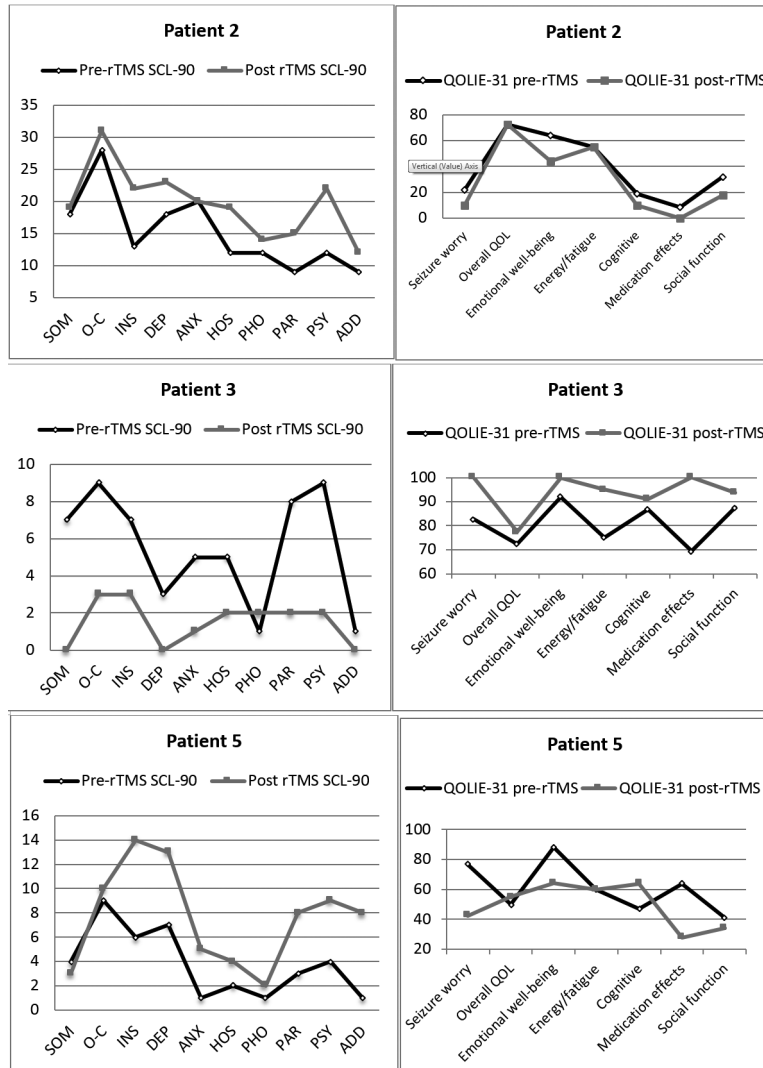 Patient 2
Pre-rTMS SCL-90 Post rTMS SCL-90
35
30
25
20
15
10
5
SOM O-C INS DEP ANX HOS PHO PAR PSY ADD
Patient 2
QOLIE-31 pre-rTMS QOLIE-31 post-rTMS
80
60
Vertical (Value) Axis
20
0
Seizure worry Overall QOL Emotional well-being Energy/fatigue Cognitive Medication effects Social function
Patient 3
Pre-rTMS SCL-90 Post rTMS SCL-90
10
8
6
4
2
0
SOM O-C INS DEP ANX HOS PHO PAR PSY ADD
Patient 3
QOLIE-31 pre-rTMS QOLIE-31 post-rTMS
100
90
80
70
60
Seizure worry Overall QOL Emotional well-being Energy/fatigue Cognitive Medication effects Social function
Patient 5
Pre-rTMS SCL-90 Post rTMS SCL-90
16
14
12
10
8
6
4
2
0
SOM O-C INS DEP ANX HOS PHO PAR PSY ADD
Patient 5
QOLIE-31 pre-rTMS QOLIE-31 post-rTMS
100
80
60
40
20
Seizure worry Overall QOL Emotional well-being Energy/fatigue Cognitive Medication effects Social function